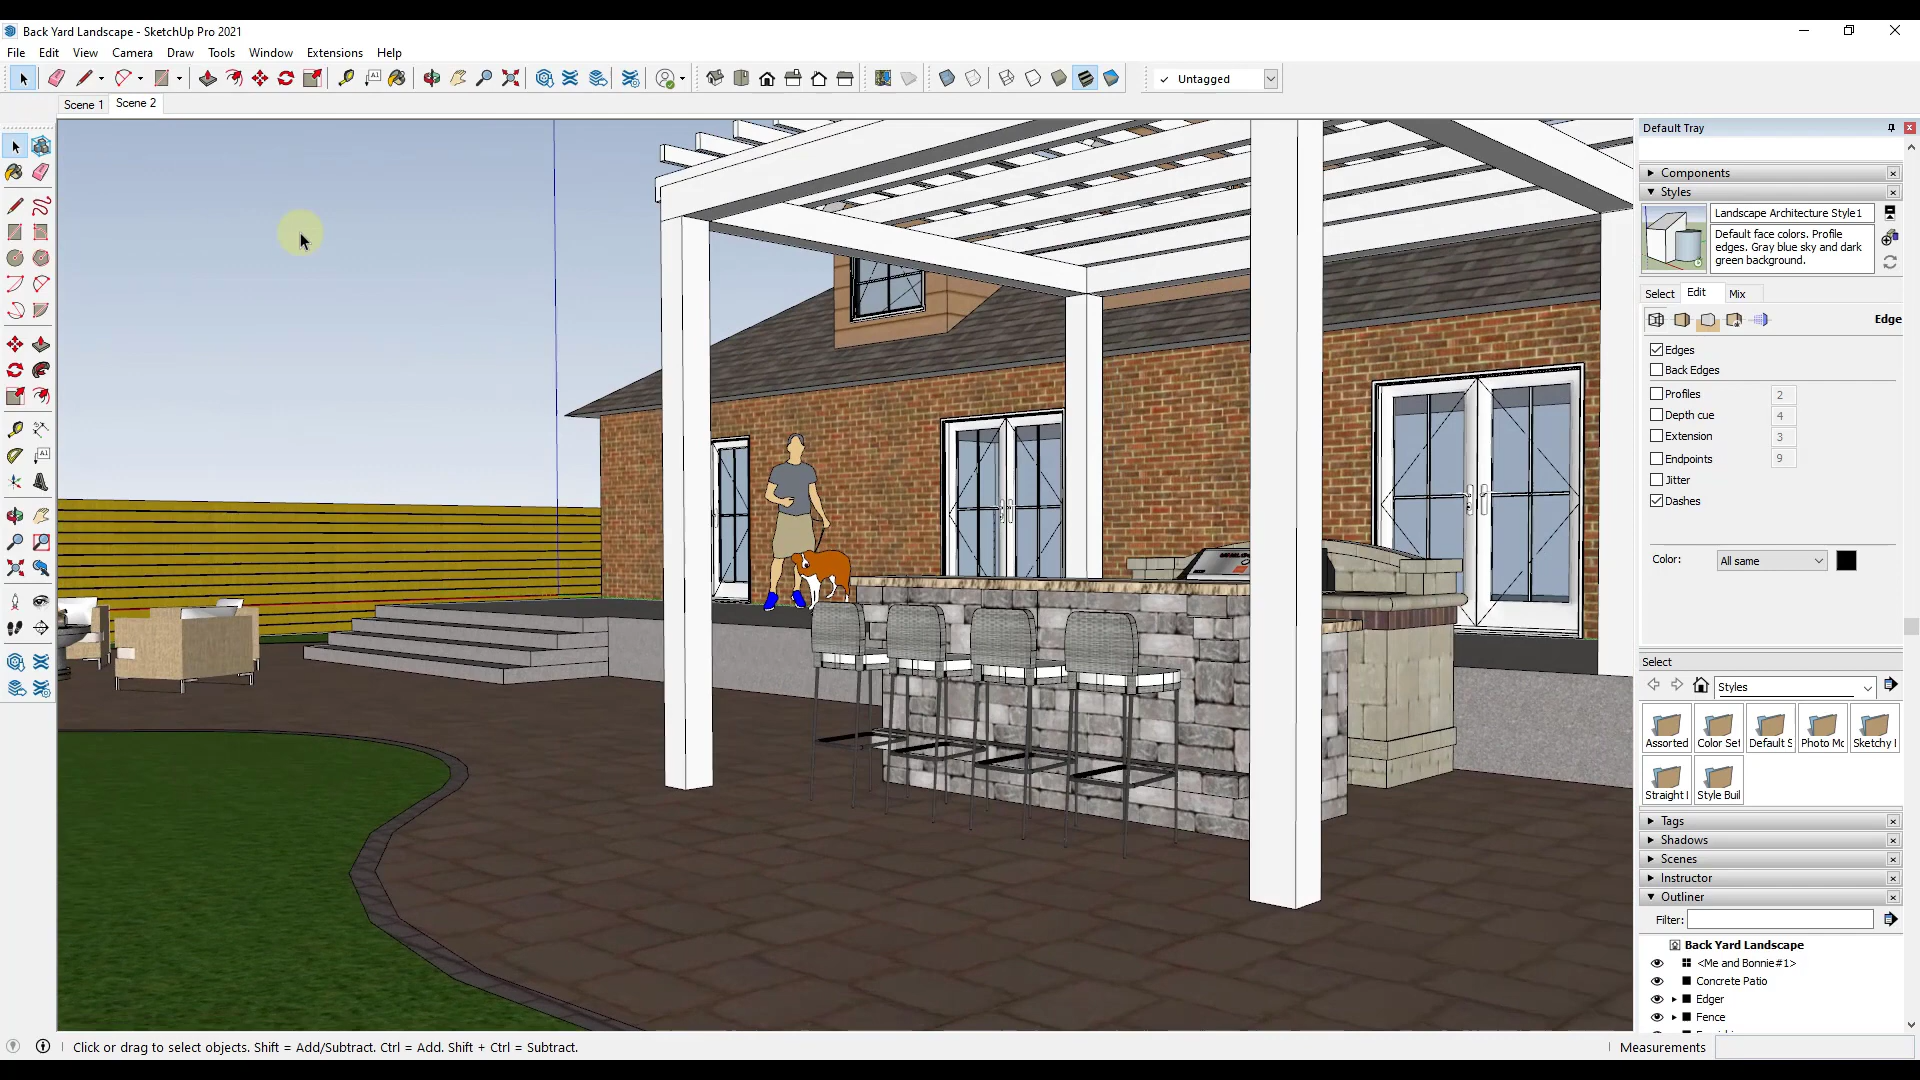 Back Yard Landscape - SketchUp Pro 2021
File Edit View Camera Draw Tools Window Extensions Help
Untagged
Scene 1 Scene 2
Default Tray
Components
Styles
Landscape Architecture Style1
Default face colors. Profile
edges. Gray blue sky and dark
green background.
Select Edit Mix
Edge
Edges
Back Edges
Profiles 2
Depth cue 4
Extension 3
Endpoints 9
Jitter
Dashes
Color: All same
Select
Styles
Assorted Color Set Default S Photo Mo Sketchy
Straight Style Buil
Tags
Shadows
Scenes
Instructor
Outliner
Filter:
Back Yard Landscape
<Me and Bonnie#1>
Concrete Patio
Edger
Fence
Click or drag to select objects. Shift = Add/Subtract. Ctrl = Add. Shift + Ctrl = Subtract.
Measurements